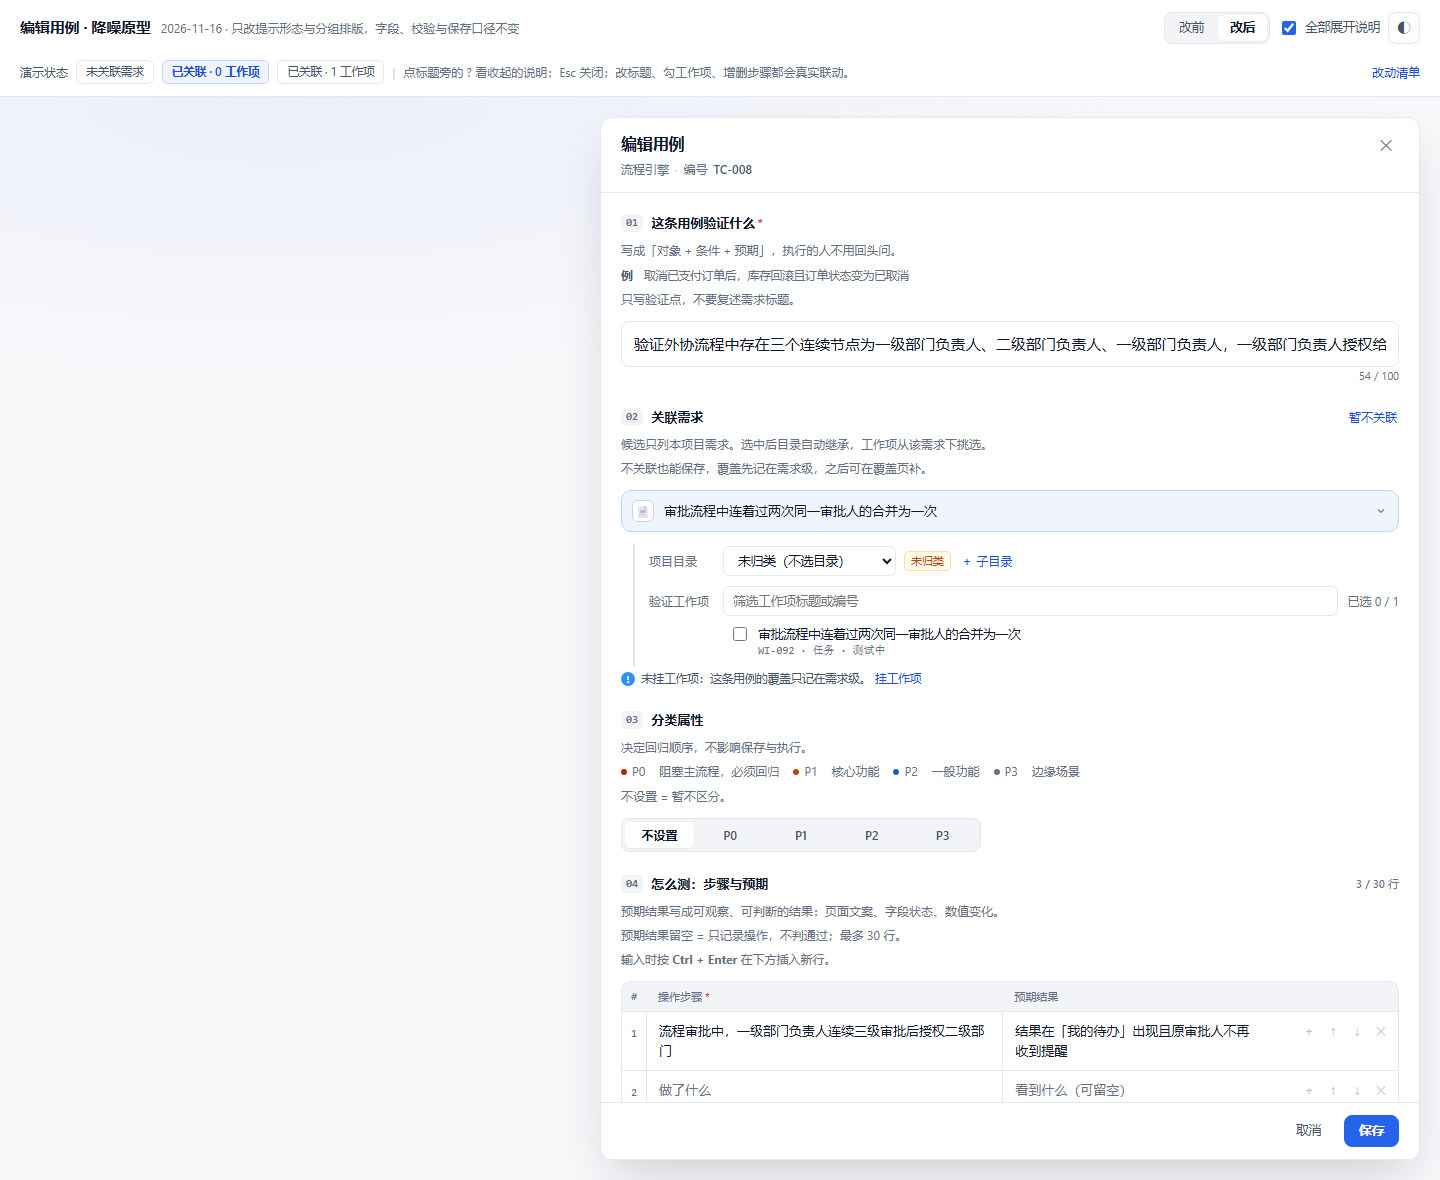 编辑用例 · 降噪原型 2026-11-16 · 只改提示形态与分组排版，字段、校验与保存口径不变
改前 改后 全部展开说明
演示状态 未关联需求 已关联 · 0 工作项 已关联 · 1 工作项 | 点标题旁的 ? 看收起的说明；Esc 关闭；改标题、勾工作项、增删步骤都会真实联动。 改动清单
编辑用例
流程引擎 · 编号 TC-008
01 这条用例验证什么 *
写成「对象 + 条件 + 预期」，执行的人不用回头问。
例 取消已支付订单后，库存回滚且订单状态变为已取消
只写验证点，不要复述需求标题。
验证外协流程中存在三个连续节点为一级部门负责人、二级部门负责人、一级部门负责人，一级部门负责人授权给
54 / 100
02 关联需求 暂不关联
候选只列本项目需求。选中后目录自动继承，工作项从该需求下挑选。
不关联也能保存，覆盖先记在需求级，之后可在覆盖页补。
审批流程中连着过两次同一审批人的合并为一次
项目目录 未归类（不选目录） 未归类 + 子目录
验证工作项 筛选工作项标题或编号 已选 0 / 1
审批流程中连着过两次同一审批人的合并为一次
WI-092 · 任务 · 测试中
未挂工作项：这条用例的覆盖只记在需求级。 挂工作项
03 分类属性
决定回归顺序，不影响保存与执行。
P0 阻塞主流程，必须回归 P1 核心功能 P2 一般功能 P3 边缘场景
不设置 = 暂不区分。
不设置 P0 P1 P2 P3
04 怎么测：步骤与预期 3 / 30 行
预期结果写成可观察、可判断的结果：页面文案、字段状态、数值变化。
预期结果留空 = 只记录操作，不判通过；最多 30 行。
输入时按 Ctrl + Enter 在下方插入新行。
# 操作步骤 * 预期结果
1 流程审批中，一级部门负责人连续三级审批后授权二级部 结果在「我的待办」出现且原审批人不再 + ↑ ↓ ×
门 收到提醒
2 做了什么 看到什么（可留空） + ↑ ↓ ×
取消 保存